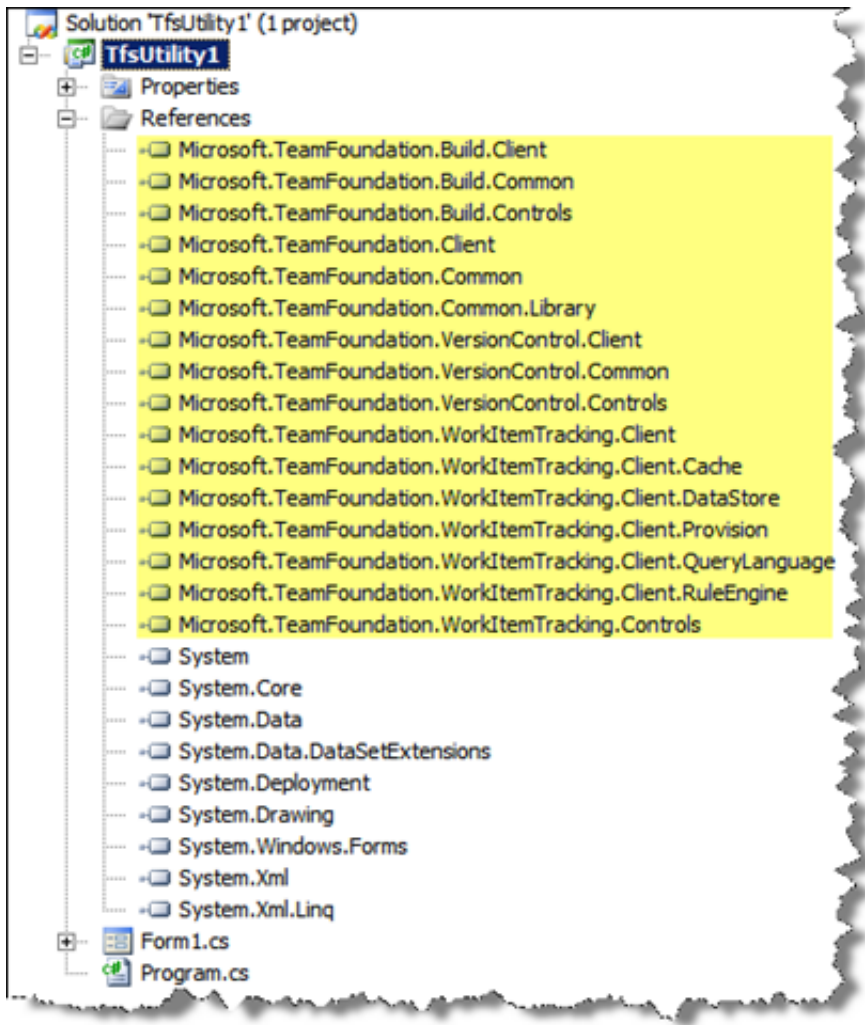 Solution 'TfsUtility1' (1 project)
TfsUtility1
Properties
References
Microsoft.TeamFoundation.Build.Client
Microsoft.TeamFoundation.Build.Common
Microsoft.TeamFoundation.Build.Controls
Microsoft.TeamFoundation.Client
Microsoft.TeamFoundation.Common
Microsoft.TeamFoundation.Common.Library
Microsoft.TeamFoundation.VersionControl.Client
Microsoft.TeamFoundation.VersionControl.Common
Microsoft.TeamFoundation.VersionControl.Controls
Microsoft.TeamFoundation.WorkItemTracking.Client
Microsoft.TeamFoundation.WorkItemTracking.Client.Cache
Microsoft.TeamFoundation.WorkItemTracking.Client.DataStore
Microsoft.TeamFoundation.WorkItemTracking.Client.Provision
Microsoft.TeamFoundation.WorkItemTracking.Client.QueryLanguage
Microsoft.TeamFoundation.WorkItemTracking.Client.RuleEngine
Microsoft.TeamFoundation.WorkItemTracking.Controls
System
System.Core
System.Data
System.Data.DataSetExtensions
System.Deployment
System.Drawing
System.Windows.Forms
System.Xml
System.Xml.Linq
Form1.cs
Program.cs